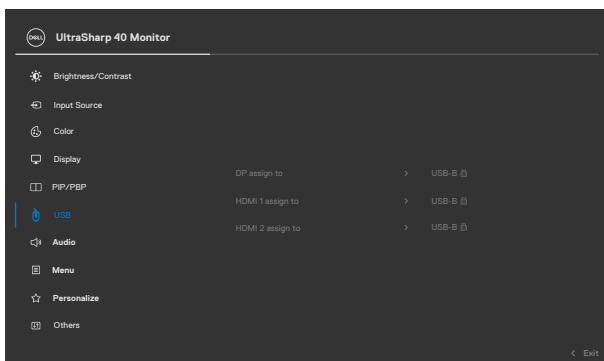 DELL UltraSharp 40 Monitor
Brightness/Contrast
Input Source
Color
Display
DP assign to > USB-B
PIP/PBP
HDMI 1 assign to > USB-B
USB
HDMI 2 assign to > USB-B
Audio
Menu
Personalize
Others
< Exit